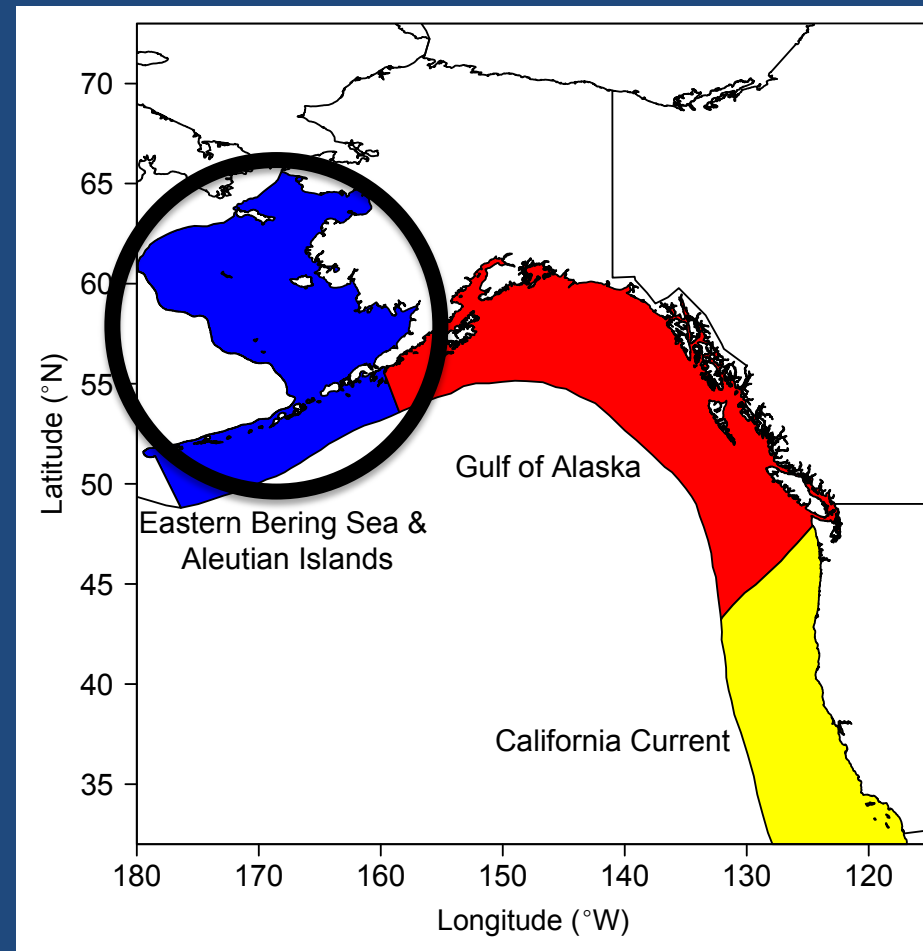 70
65
60
55
50
45
40
35
Latitude (°N)
Gulf of Alaska
Eastern Bering Sea &
Aleutian Islands
California Current
180 170 160 150 140 130 120
Longitude (°W)